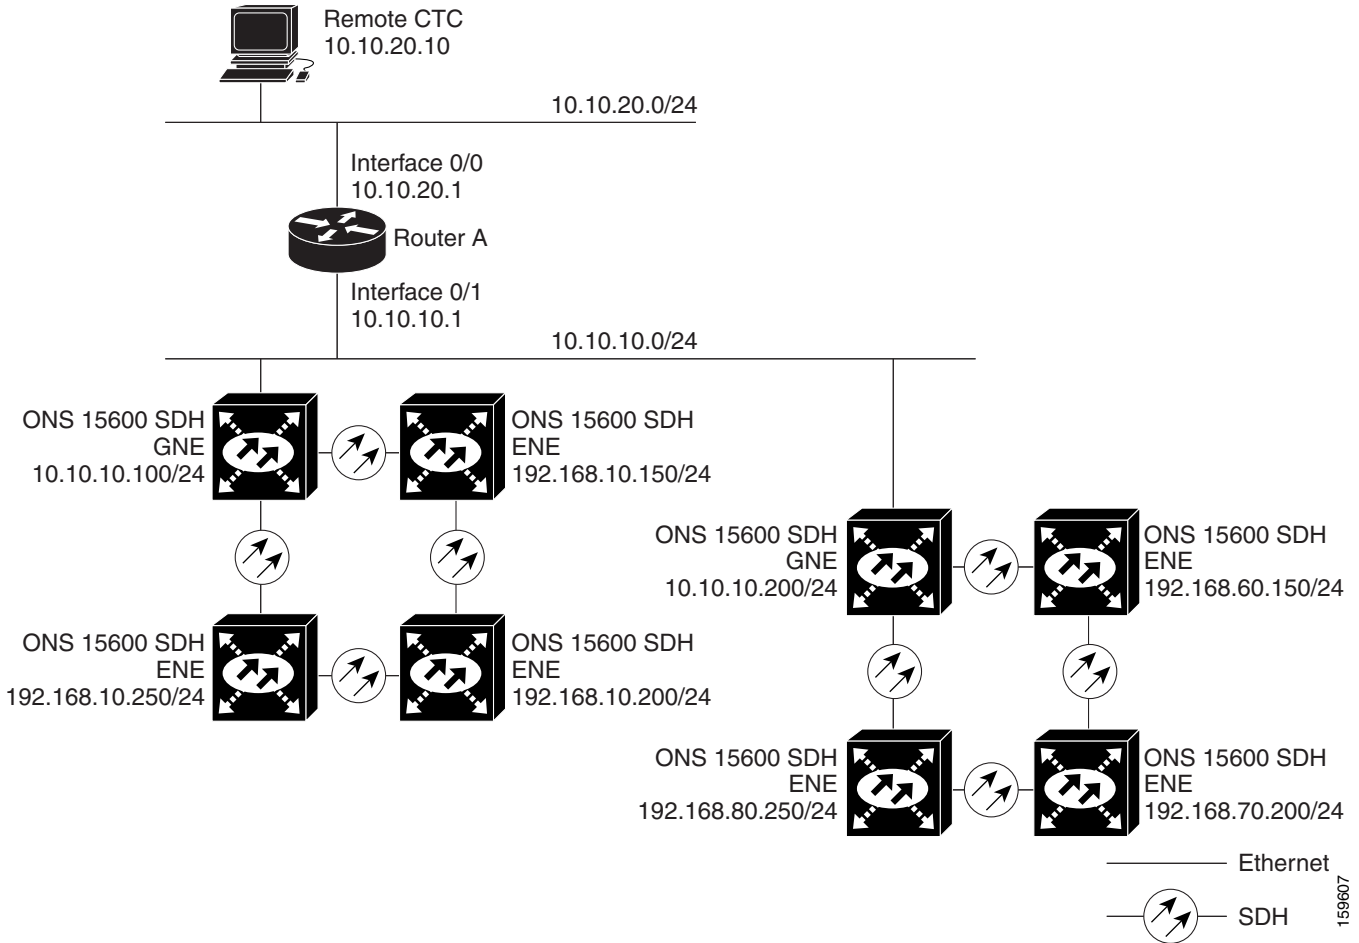 Remote CTC
10.10.20.10
10.10.20.0/24
Interface 0/0
10.10.20.1
Router A
Interface 0/1
10.10.10.1
10.10.10.0/24
ONS 15600 SDH
GNE
10.10.10.100/24
ONS 15600 SDH
ENE
192.168.10.150/24
ONS 15600 SDH
GNE
10.10.10.200/24
ONS 15600 SDH
ENE
192.168.60.150/24
ONS 15600 SDH
ENE
192.168.10.250/24
ONS 15600 SDH
ENE
192.168.10.200/24
ONS 15600 SDH
ENE
192.168.80.250/24
ONS 15600 SDH
ENE
192.168.70.200/24
Ethernet
SDH
159607